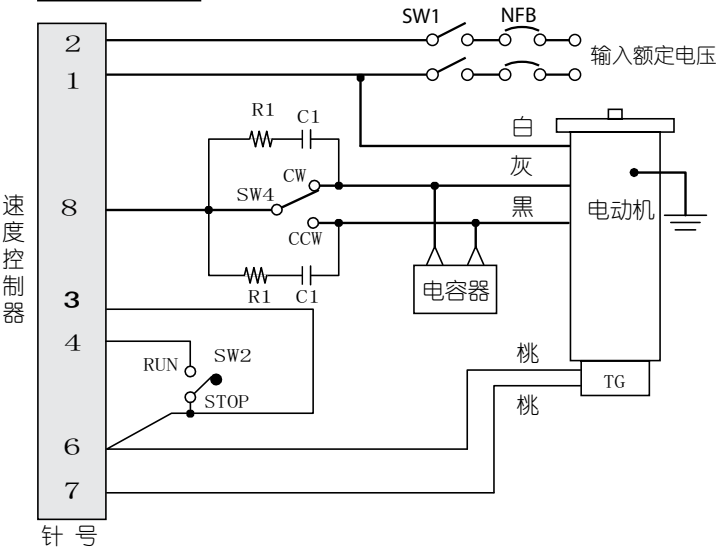 SW1 NFB
2
输入额定电压
1
R1 C1
白
CW
灰
SW4
8
黑
电动机
CCW
速度控制器
R1 C1
电容器
3
4
RUN SW2
桃
TG
STOP
桃
6
7
针 号